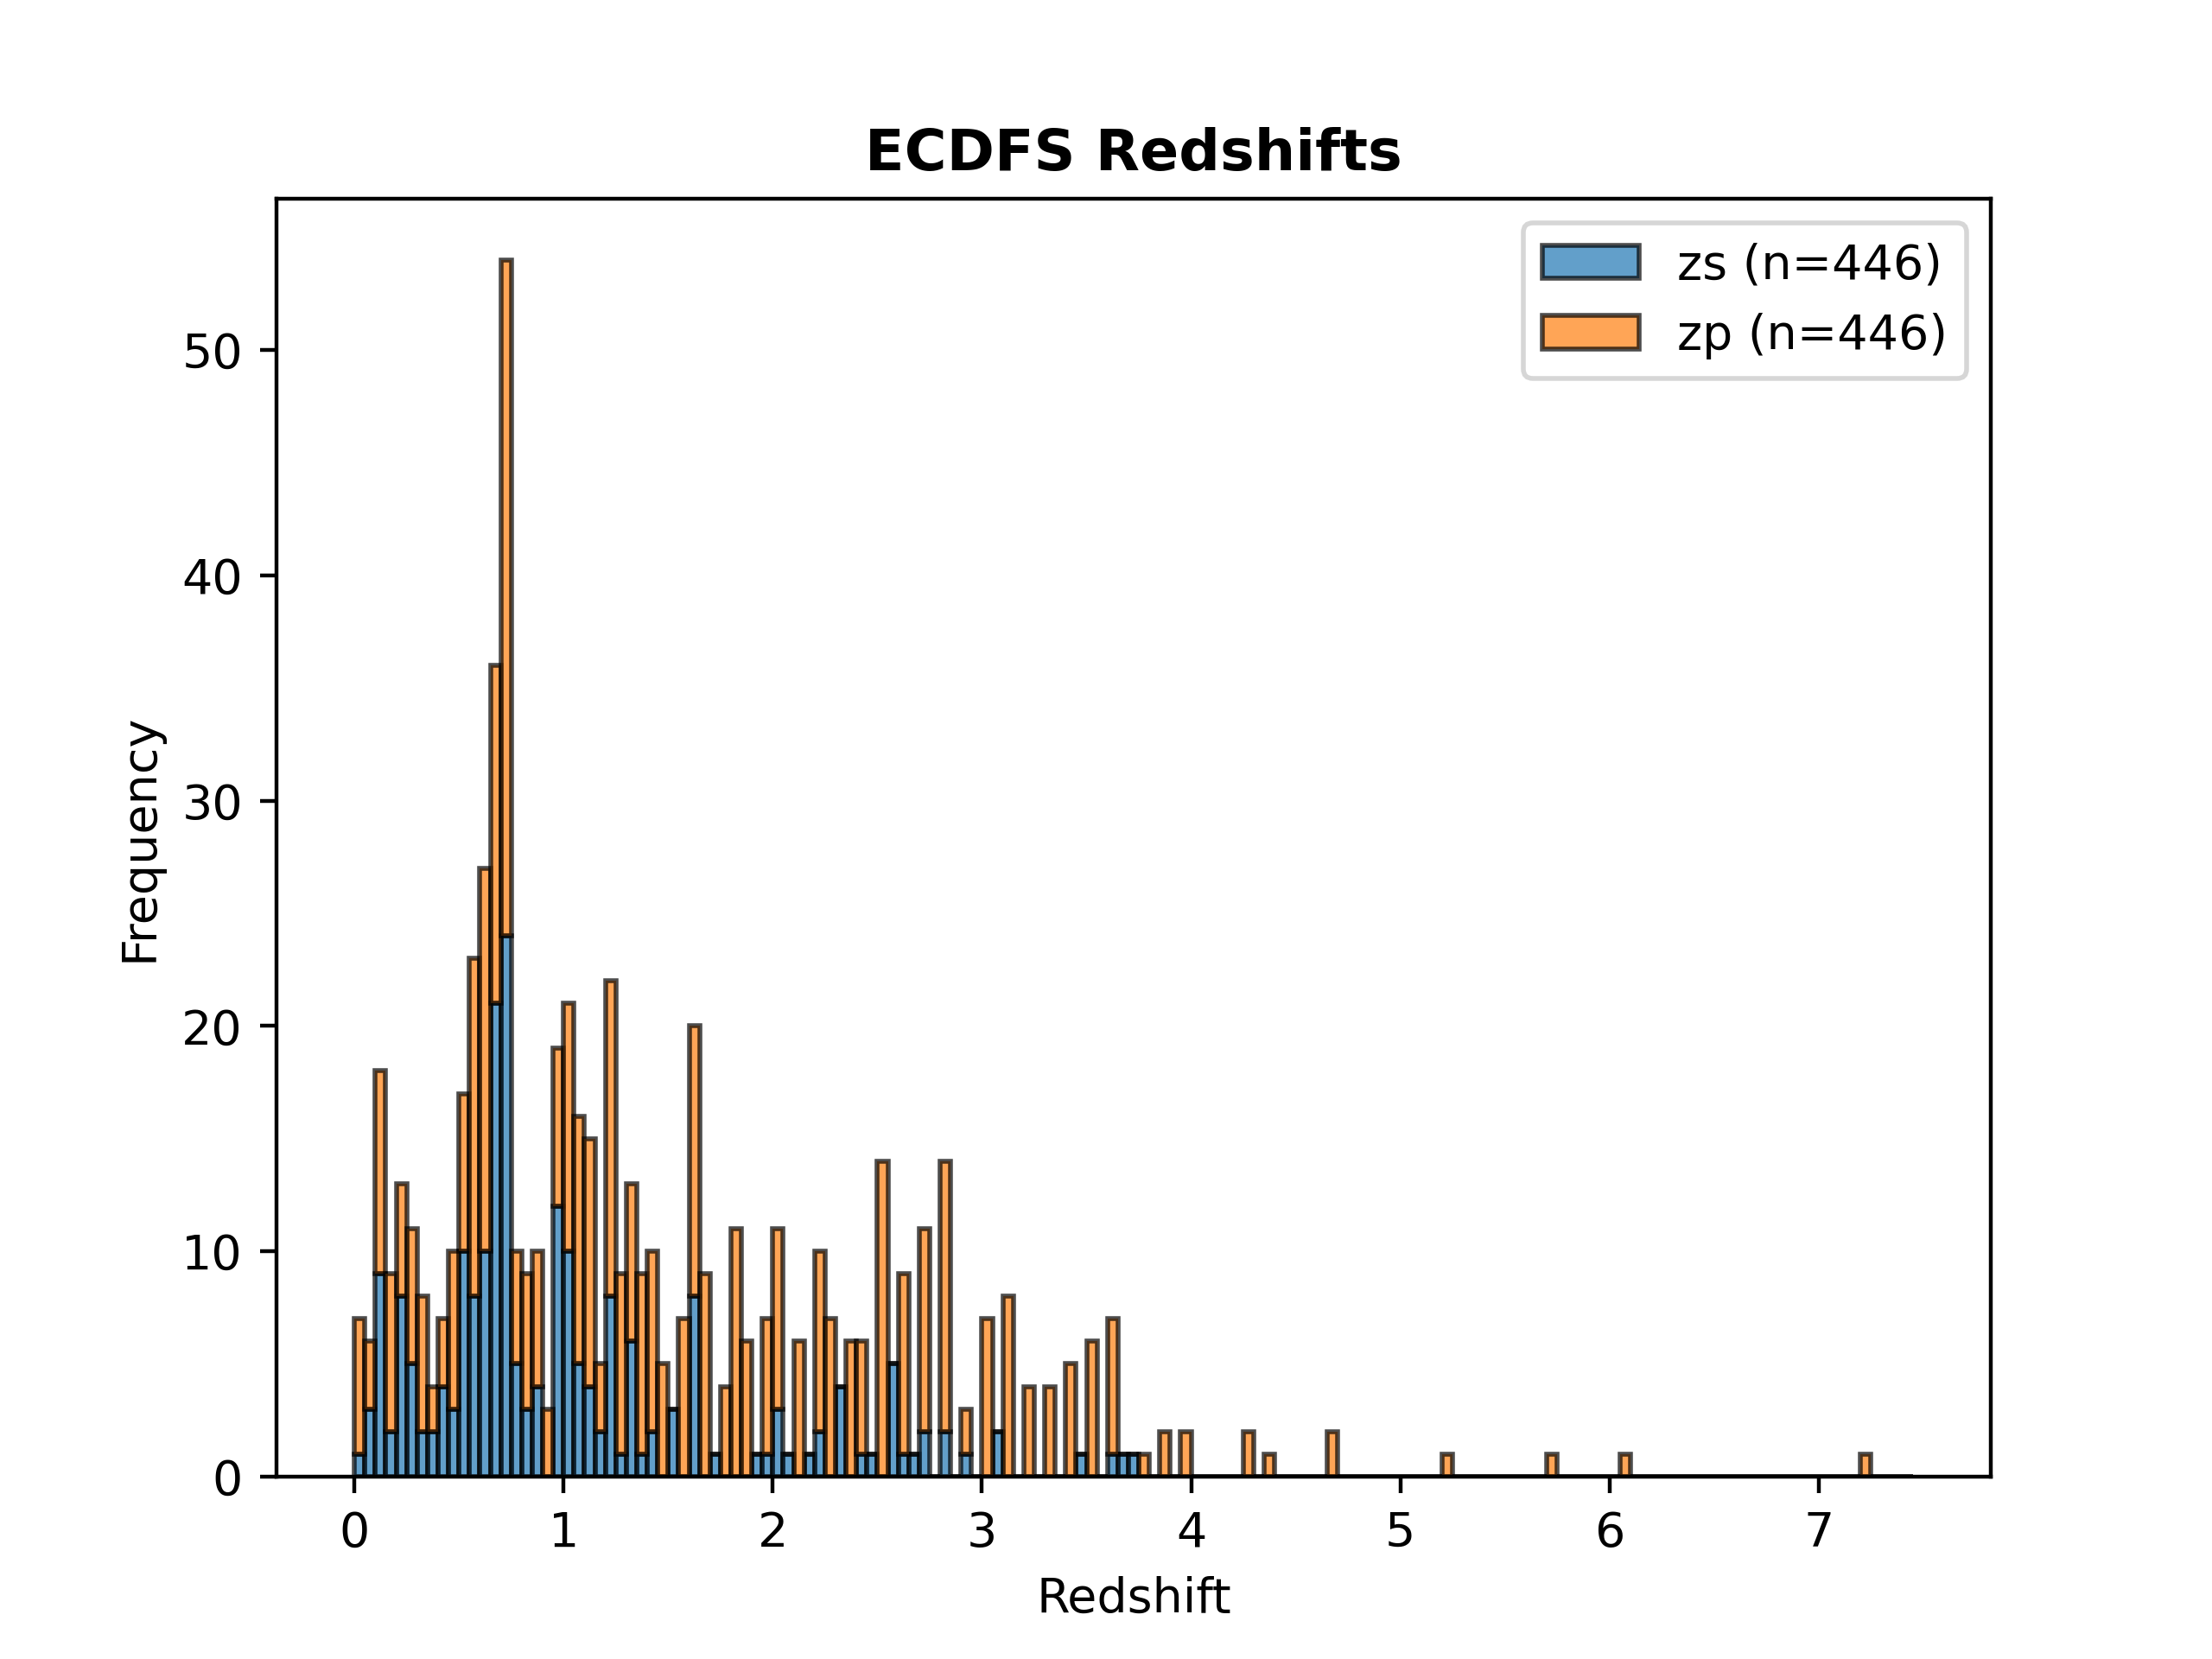 ECDFS Redshifts
zs (n=446)
zp (n=446)
50
40
30
20
10
0
Frequency
0 1 2 3 4 5 6 7
Redshift